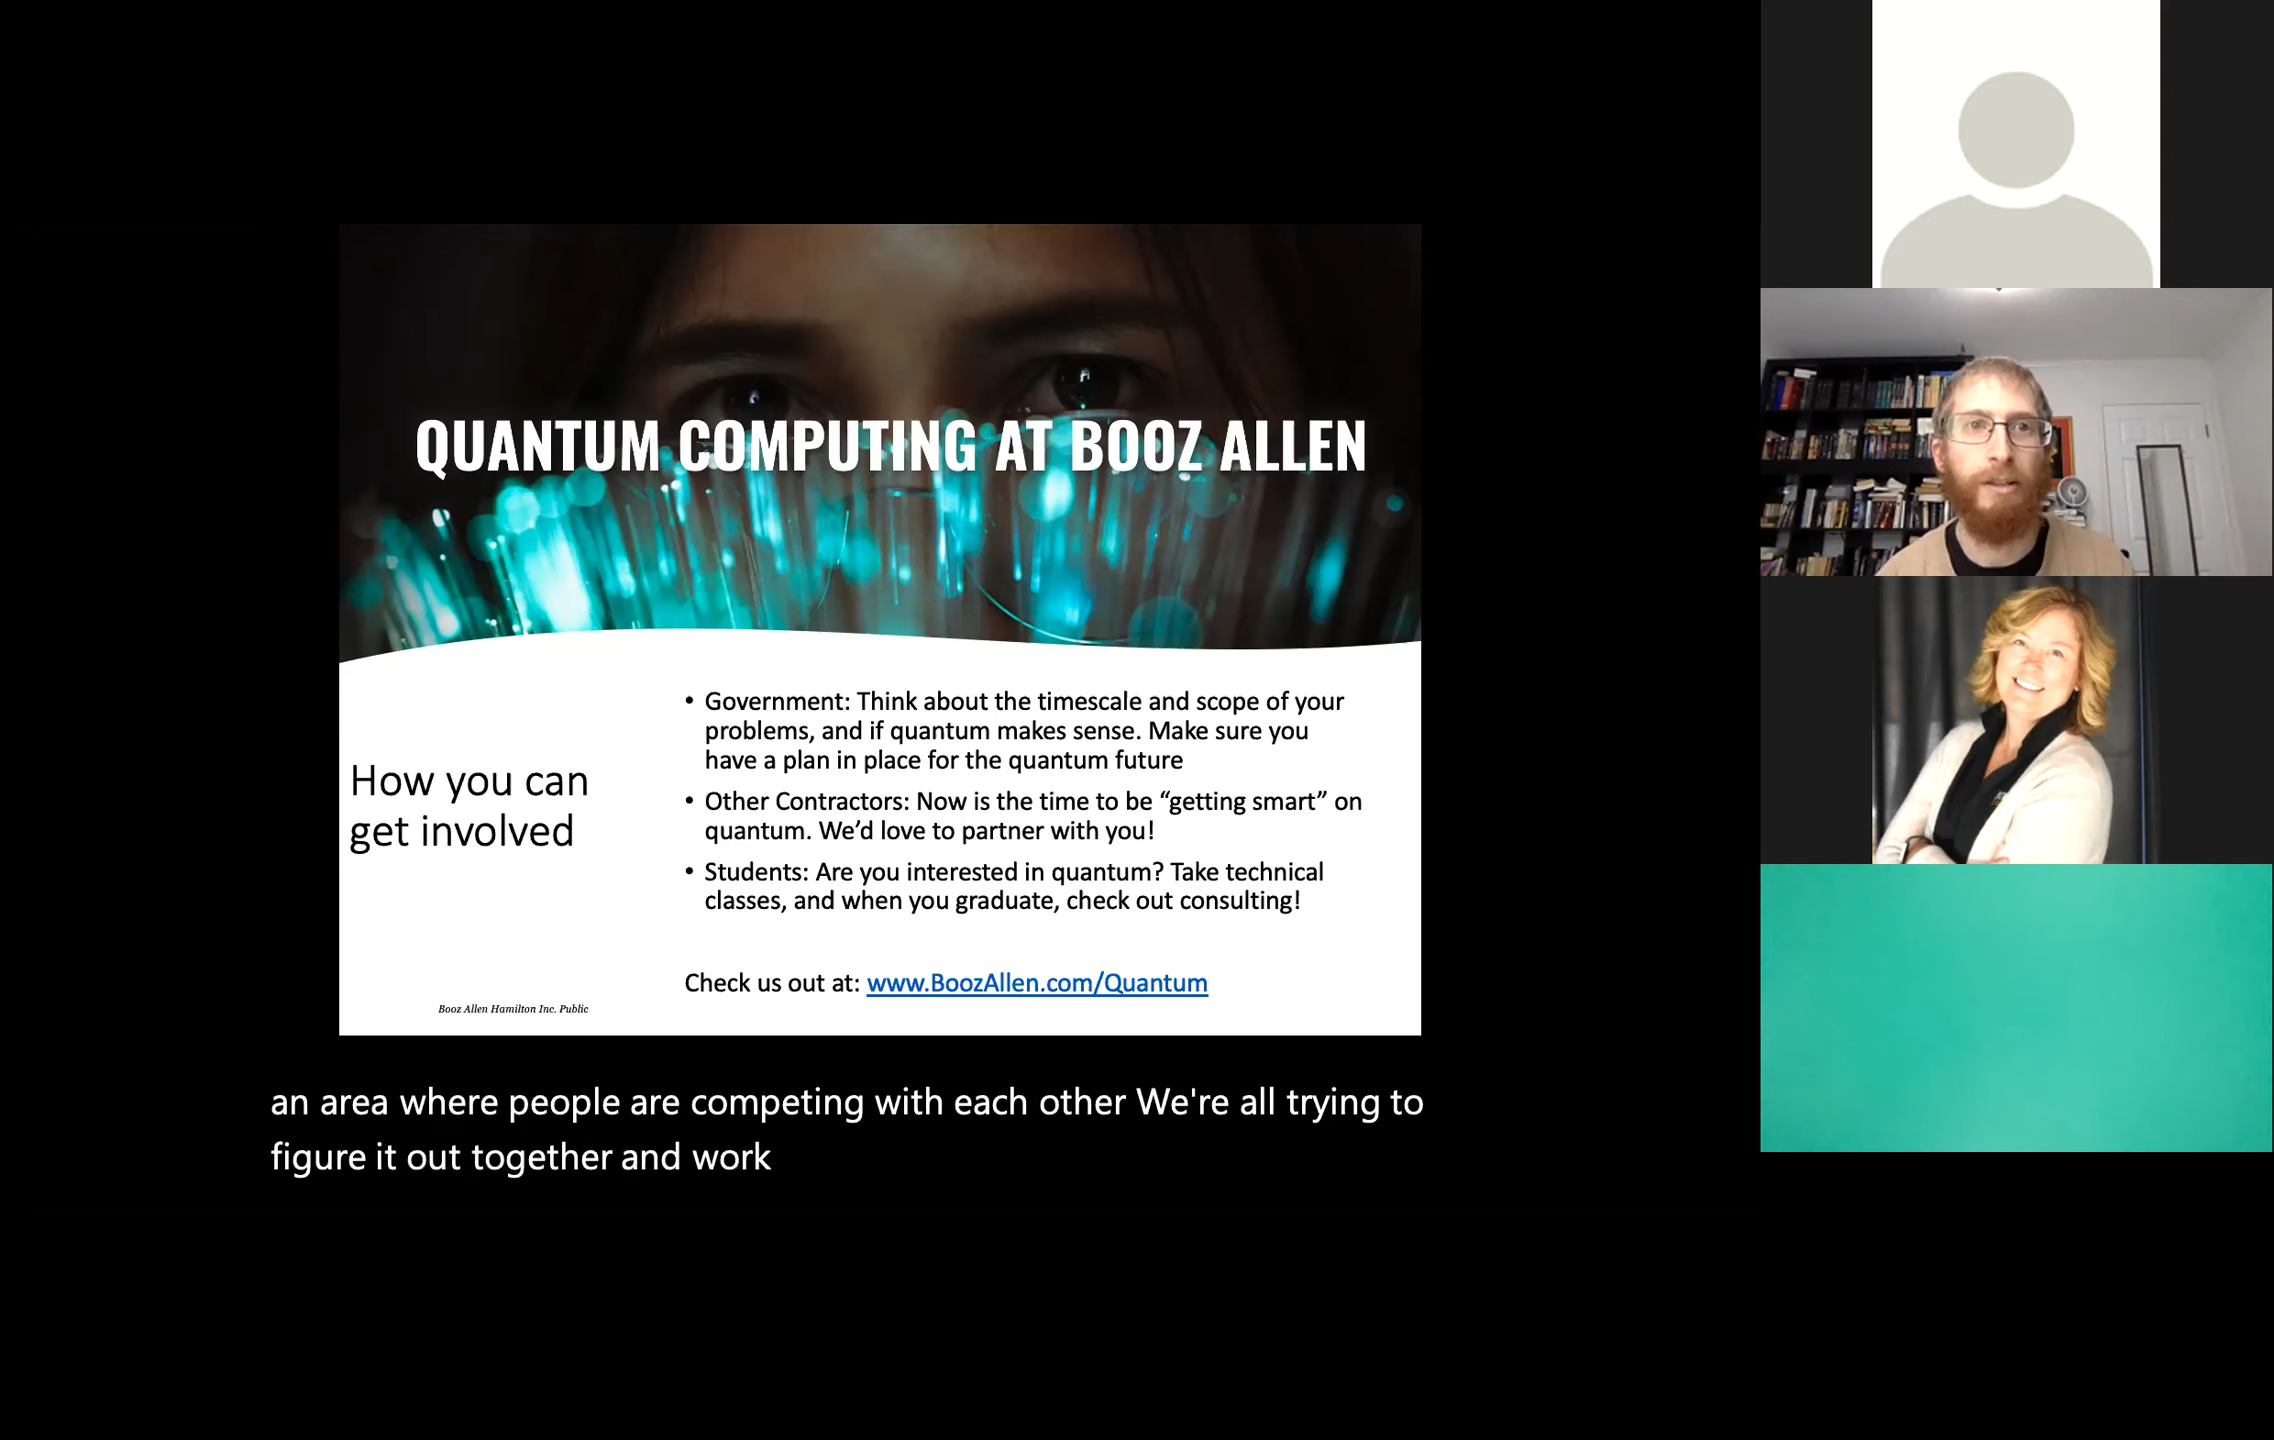 QUANTUM COMPUTING AT BOOZ ALLEN
How you can
get involved
• Government: Think about the timescale and scope of your
problems, and if quantum makes sense. Make sure you
have a plan in place for the quantum future
• Other Contractors: Now is the time to be “getting smart” on
quantum. We’d love to partner with you!
• Students: Are you interested in quantum? Take technical
classes, and when you graduate, check out consulting!
Check us out at: www.BoozAllen.com/Quantum
Booz Allen Hamilton Inc. Public
an area where people are competing with each other We're all trying to
figure it out together and work